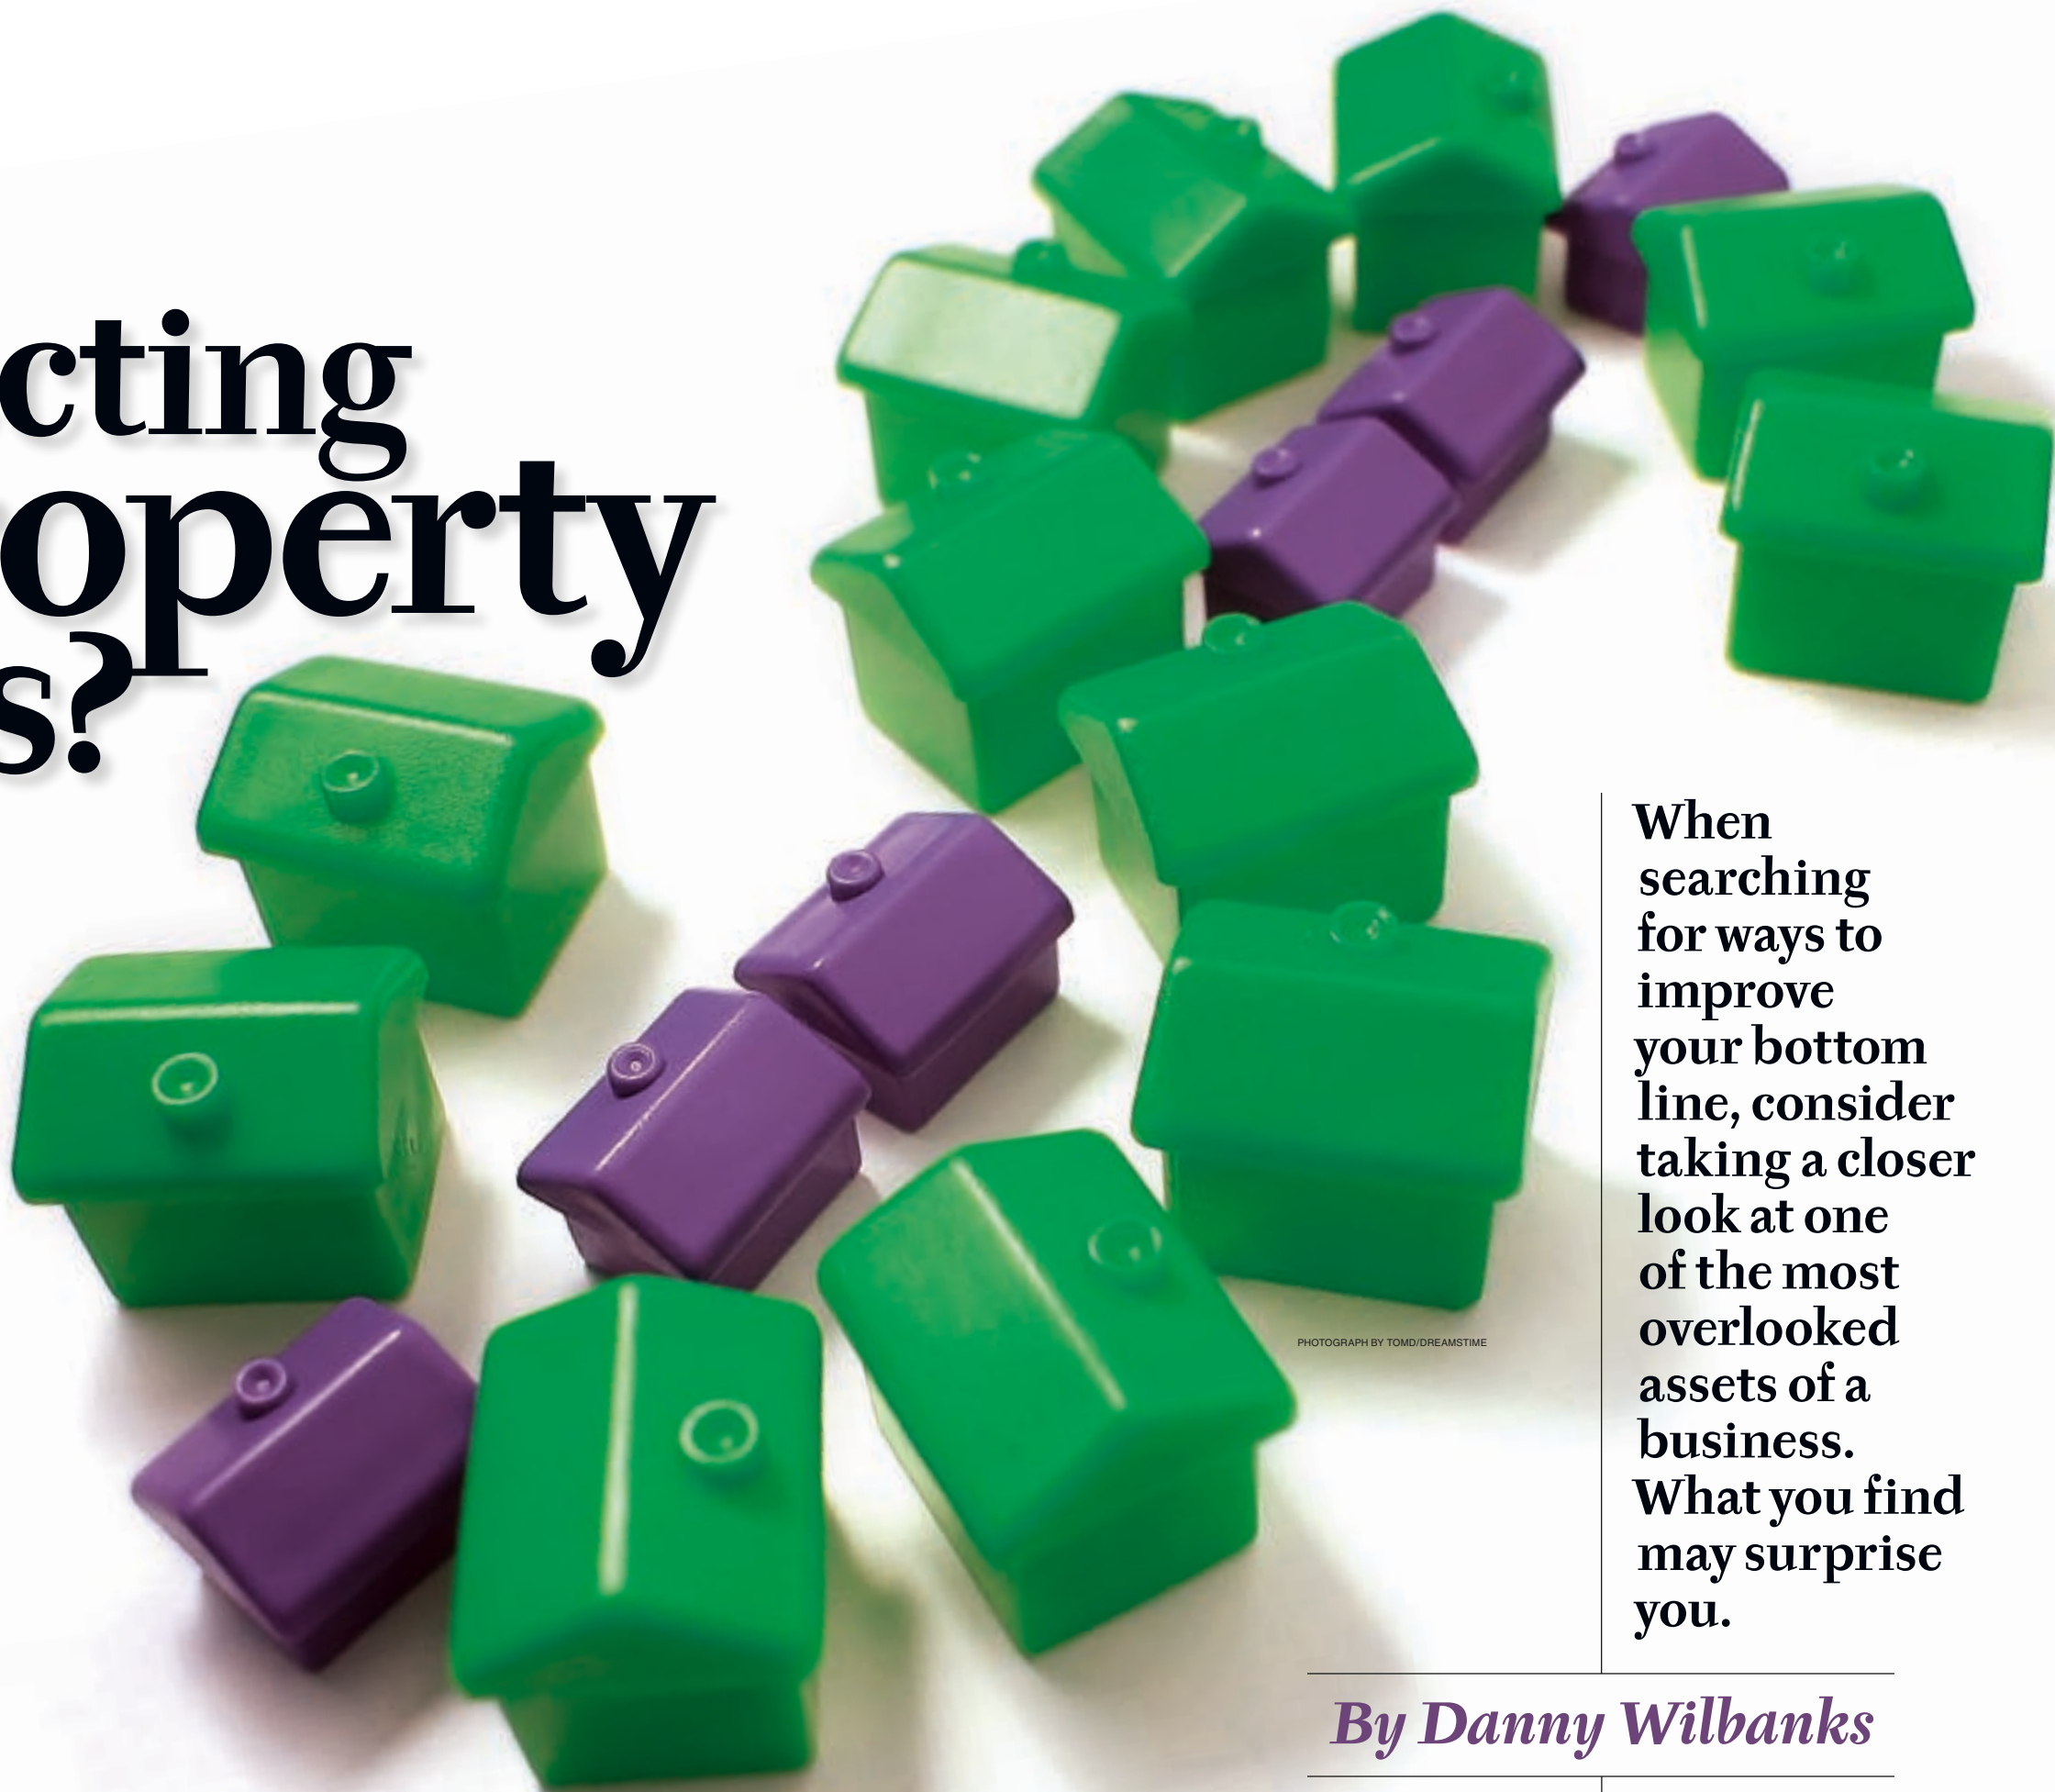 cting
operty
s?
When
searching
for ways to
improve
your bottom
line, consider
taking a closer
look at one
of the most
overlooked
assets of a
business.
What you find
may surprise
you.
PHOTOGRAPH BY TOMD/DREAMSTIME
By Danny Wilbanks